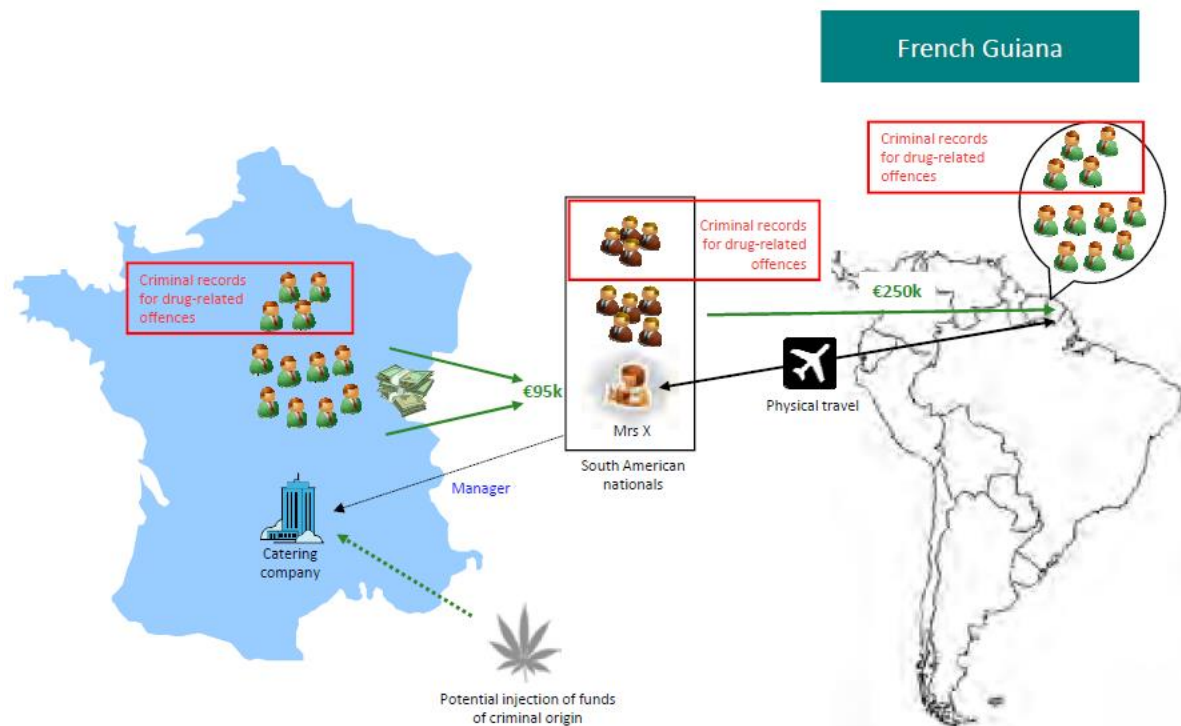 French Guiana
Criminal records
for drug-related
offences
Criminal records
for drug-related
offences
Criminal records
for drug-related
offences
€250k
€95k
Physical travel
Mrs X
South American
nationals
Manager
Catering
company
Potential injection of funds
of criminal origin